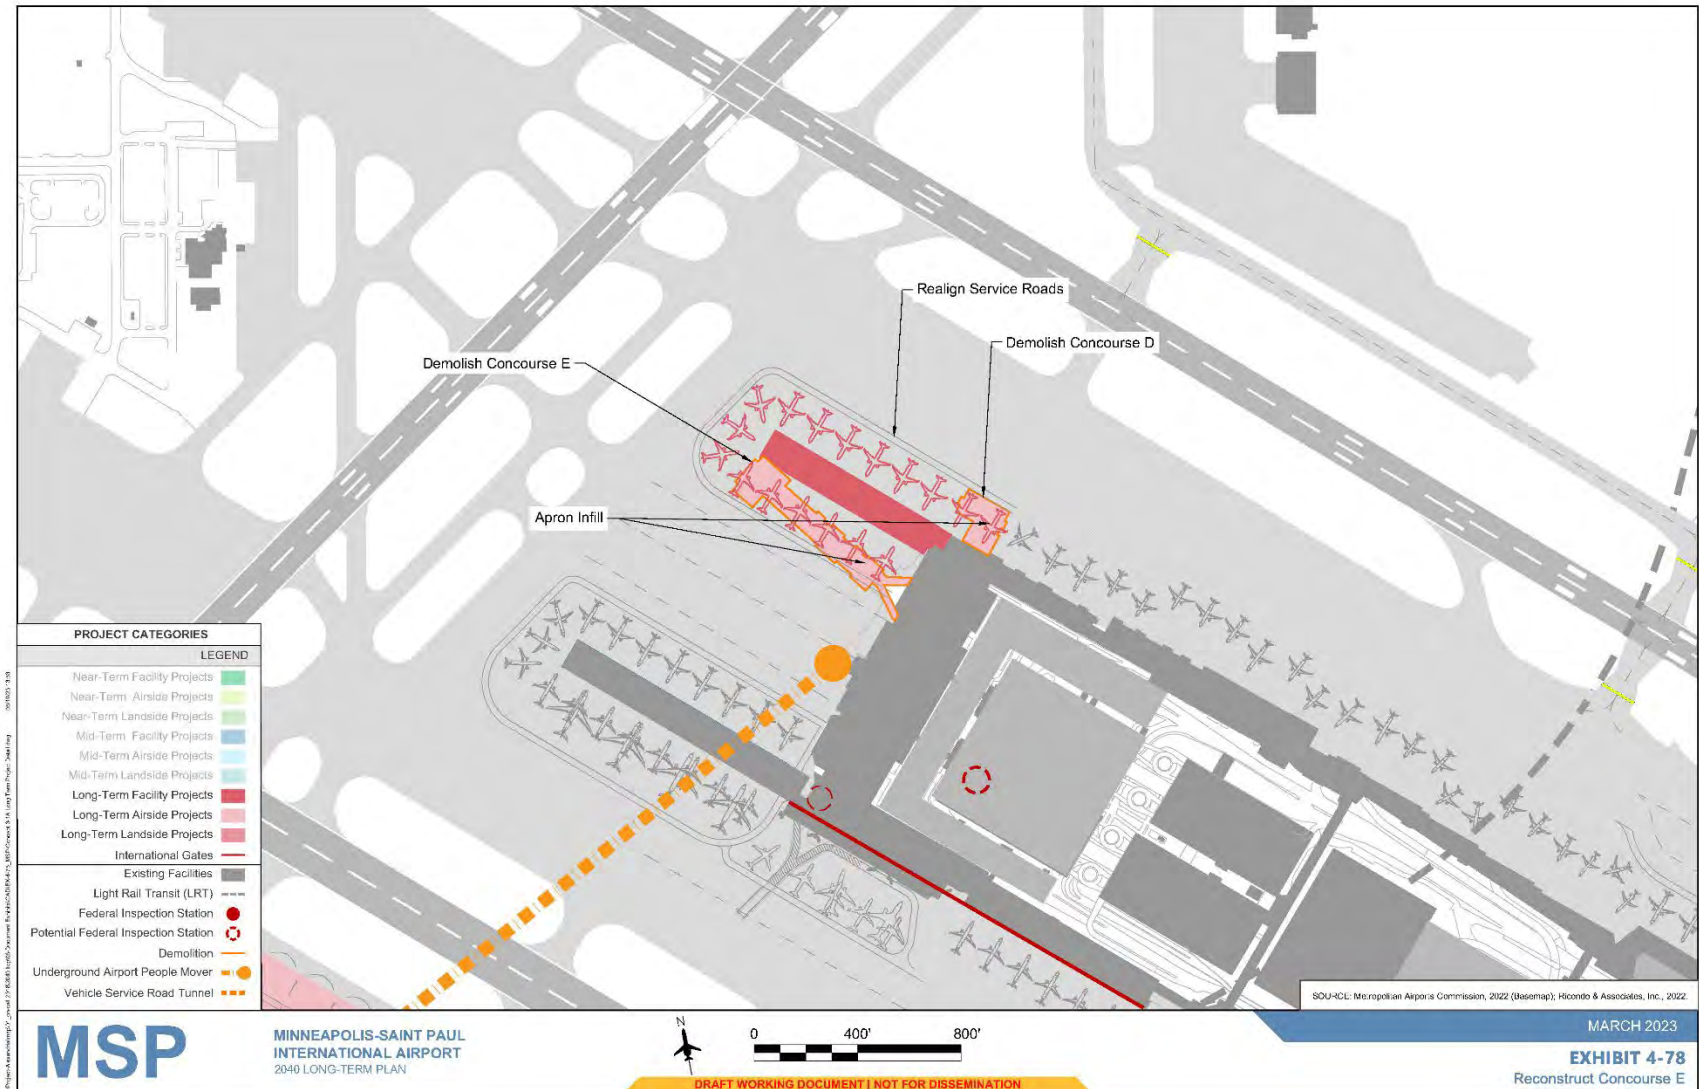 Realign Service Roads
Demolish Concourse D
Demolish Concourse E
Apron Infill
PROJECT CATEGORIES
LEGEND
Near-Term Facility Projects
Near-Term Airside Projects
Near-Term Landside Projects
Mid-Term Facility Projects
Mid-Term Airside Projects
Mid-Term Landside Projects
Long-Term Facility Projects
Long-Term Airside Projects
Long-Term Landside Projects
International Gates
Existing Facilities
Light Rail Transit (LRT)
Federal Inspection Station
Potential Federal Inspection Station
Demolition
Underground Airport People Mover
Vehicle Service Road Tunnel
SOURCE: Metropolitan Airports Commission, 2022 (Basemap); Ricondo & Associates, Inc., 2022.
MSP
MINNEAPOLIS-SAINT PAUL
INTERNATIONAL AIRPORT
2040 LONG-TERM PLAN
N
0 400' 800'
DRAFT WORKING DOCUMENT | NOT FOR DISSEMINATION
MARCH 2023
EXHIBIT 4-78
Reconstruct Concourse E